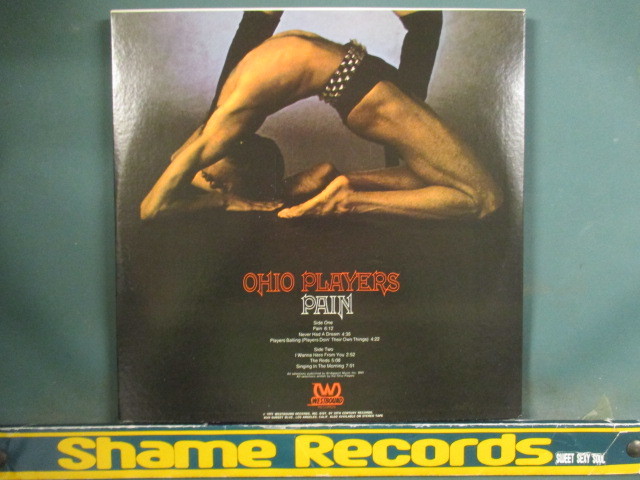 OHIO PLAYERS
PAIN
Side One
Pain 6:12
Never Had A Dream 4:30
Players Balling (Players Doin' Their Own Things) 4:22
Side Two
I Wanna Hear From You 2:52
The Reds 5:06
Singing in The Morning 7:01
WESTBOUND
Shame Records
SWEET SEXY SOUL